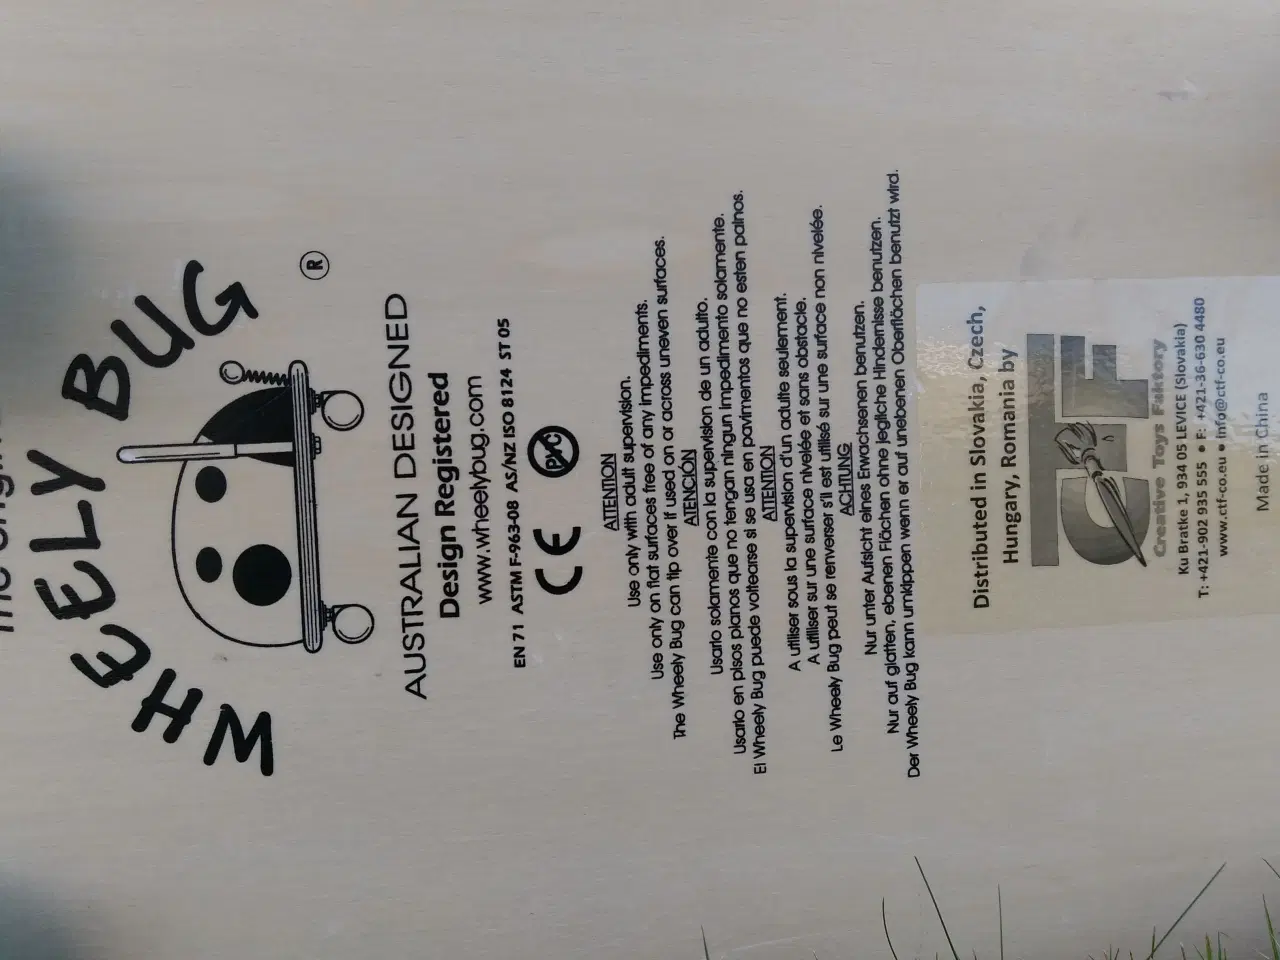 WHEELY BUG
®
AUSTRALIAN DESIGNED
Design Registered
www.wheelybug.com
EN 71 ASTM F-963-08 AS/NZ ISO 8124 ST 05
CE PVC
ATTENTION
Use only with adult supervision.
Use only on flat surfaces free of any impediments.
The Wheely Bug can tip over if used on or across uneven surfaces.
ATENCIÓN
Usarlo solamente con la supervision de un adulto.
Usarlo en pisos planos que no tengan ningun impedimento solamente.
El Wheely Bug puede voltearse si se usa en pavimentos que no esten palnos.
ATTENTION
A utiliser sous la supervision d'un adulte seulement.
A utiliser sur une surface nivelée et sans obstacle.
Le Wheely Bug peut se renverser s'il est utilisé sur une surface non nivelée.
ACHTUNG
Nur unter Aufsicht eines Erwachsenen benutzen.
Nur auf glatten, ebenen Flächen ohne jegliche Hindernisse benutzen.
Der Wheely Bug kann umkippen wenn er auf unebenen Oberflächen benutzt wird.
Distributed in Slovakia, Czech,
Hungary, Romania by
CTF
Creative Toys Faktory
Ku Bratke 1, 934 05 LEVICE (Slovakia)
T: +421-902 935 555 • F: +421-36-630 4480
www.ctf-co.eu • info@ctf-co.eu
Made in China